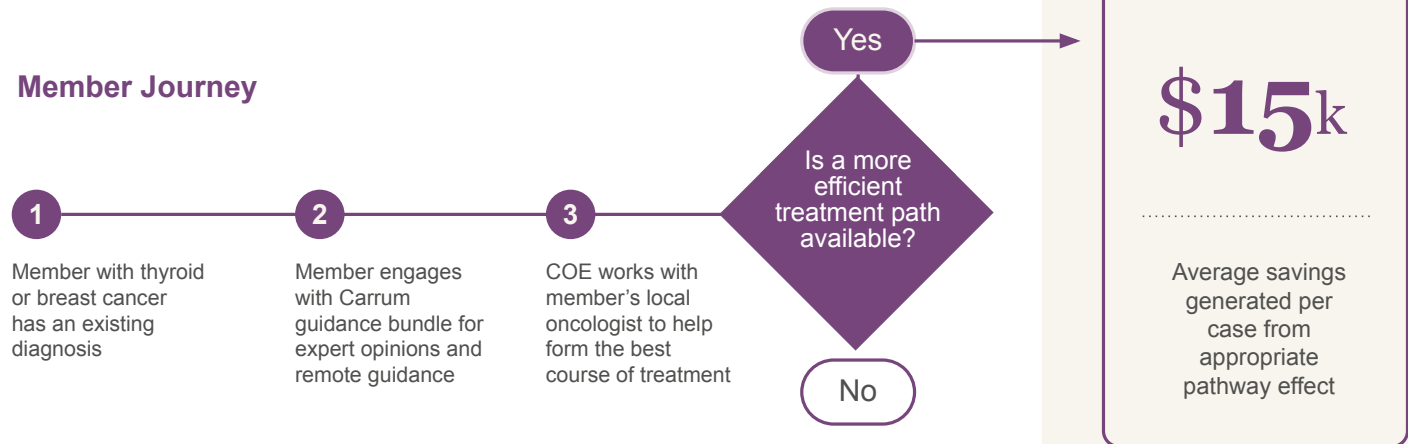 Member Journey
1
Member with thyroid
or breast cancer
has an existing
diagnosis
2
Member engages
with Carrum
guidance bundle for
expert opinions and
remote guidance
3
COE works with
member's local
oncologist to help
form the best
course of treatment
Is a more
efficient
treatment path
available?
Yes
No
$15k
Average savings
generated per
case from
appropriate
pathway effect